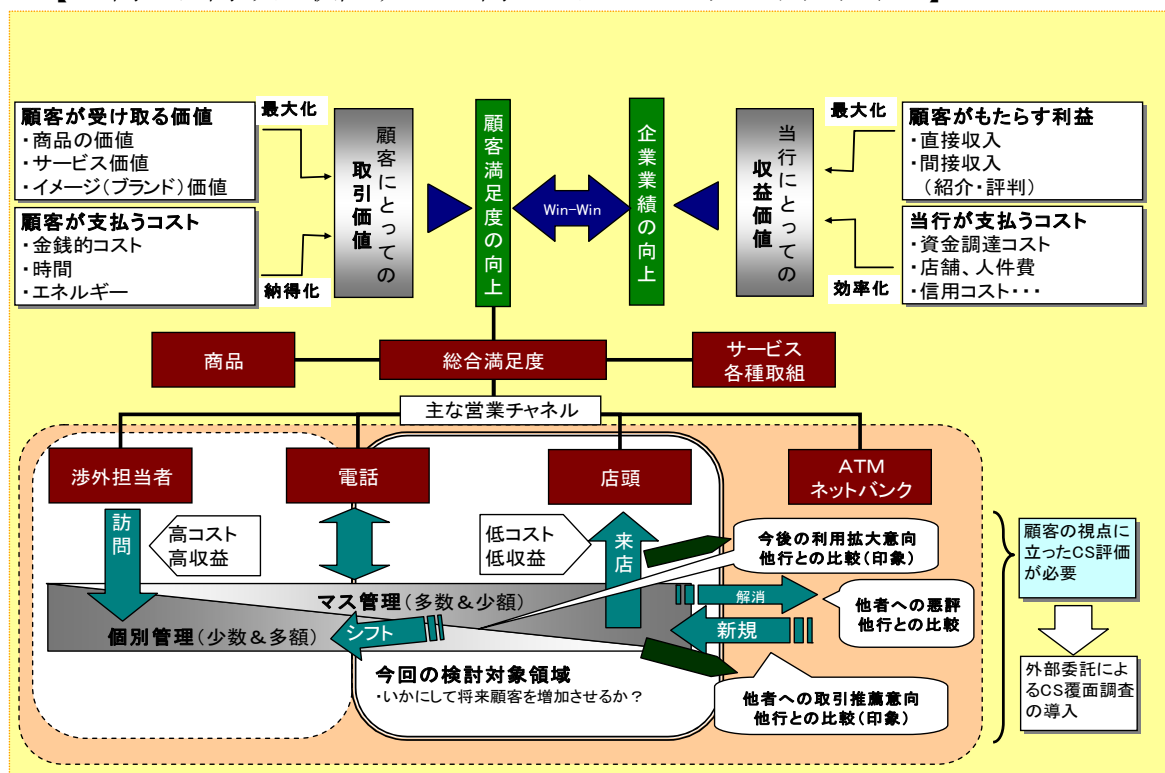 最大化
顧客が受け取る価値
・商品の価値
・サービス価値
・イメージ(ブランド)価値
顧客が支払うコスト
・金銭的コスト
・時間
・エネルギー
納得化
顧客にとっての
取引価値
顧客満足度の向上
Win-Win
企業業績の向上
当行にとっての
収益価値
最大化
顧客がもたらす利益
・直接収入
・間接収入
(紹介・評判)
当行が支払うコスト
・資金調達コスト
・店舗、人件費
・信用コスト・・・
効率化
商品
総合満足度
サービス
各種取組
主な営業チャネル
渉外担当者
電話
店頭
ATM
ネットバンク
訪問
高コスト
高収益
低コスト
低収益
来店
今後の利用拡大意向
他行との比較(印象)
マス管理(多数&少額)
解消
他者への悪評
他行との比較
個別管理(少数&多額)
シフト
新規
今回の検討対象領域
・いかにして将来顧客を増加させるか?
他者への取引推薦意向
他行との比較(印象)
顧客の視点に
立ったCS評価
が必要
外部委託によ
るCS覆面調査
の導入